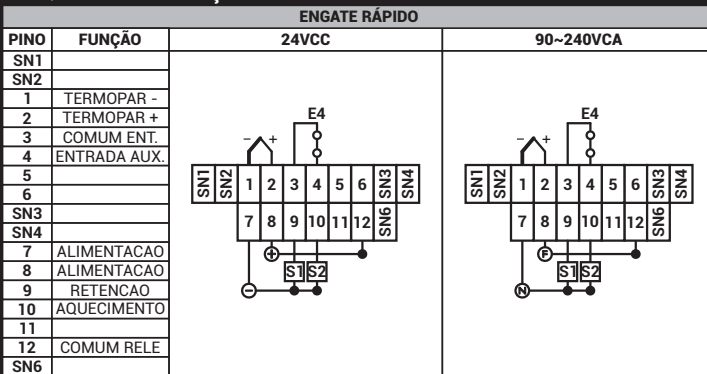 ENGATE RÁPIDO
PINO FUNÇÃO 24VCC 90~240VCA
SN1
SN2
1 TERMOPAR -
2 TERMOPAR +
3 COMUM ENT.
4 ENTRADA AUX.
5
6
SN3
SN4
7 ALIMENTACAO
8 ALIMENTACAO
9 RETENCAO
10 AQUECIMENTO
11
12 COMUM RELE
SN6
E4
- +
SN1 SN2 1 2 3 4 5 6 SN3 SN4
7 8 9 10 11 12 SN6
+
S1 S2
-
E4
- +
SN1 SN2 1 2 3 4 5 6 SN3 SN4
7 8 9 10 11 12 SN6
F
S1 S2
N